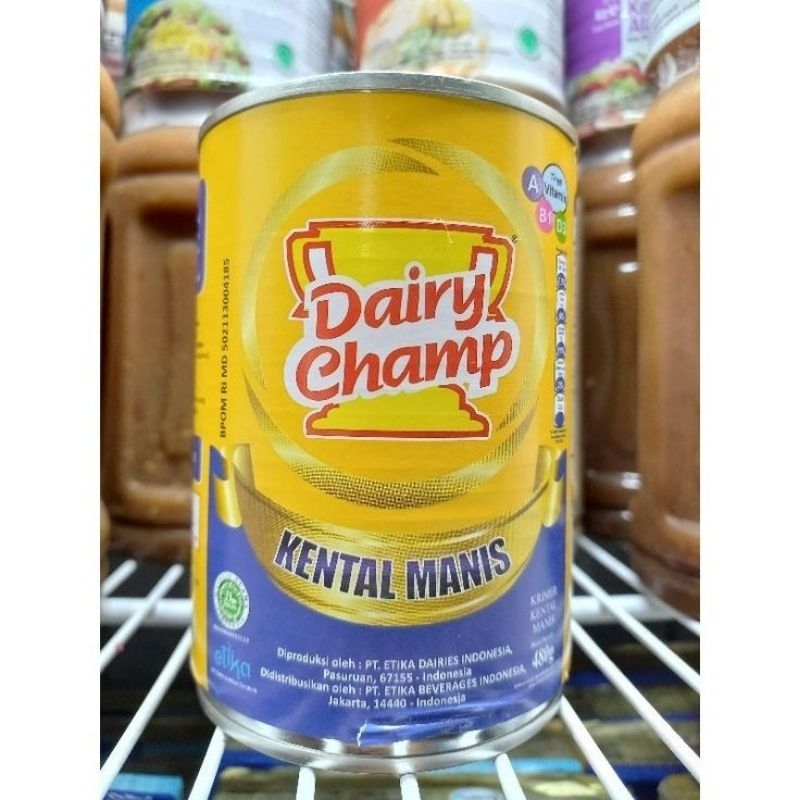 A
Vitamin
B1
D3
Dairy
Champ
®
BPOM RI MD 502113004185
KENTAL MANIS
KRIMER
KENTAL
MANIS
480g
etika
Diproduksi oleh : PT. ETIKA DAIRIES INDONESIA,
Pasuruan, 67155 - Indonesia
Didistribusikan oleh : PT. ETIKA BEVERAGES INDONESIA,
Jakarta, 14440 - Indonesia